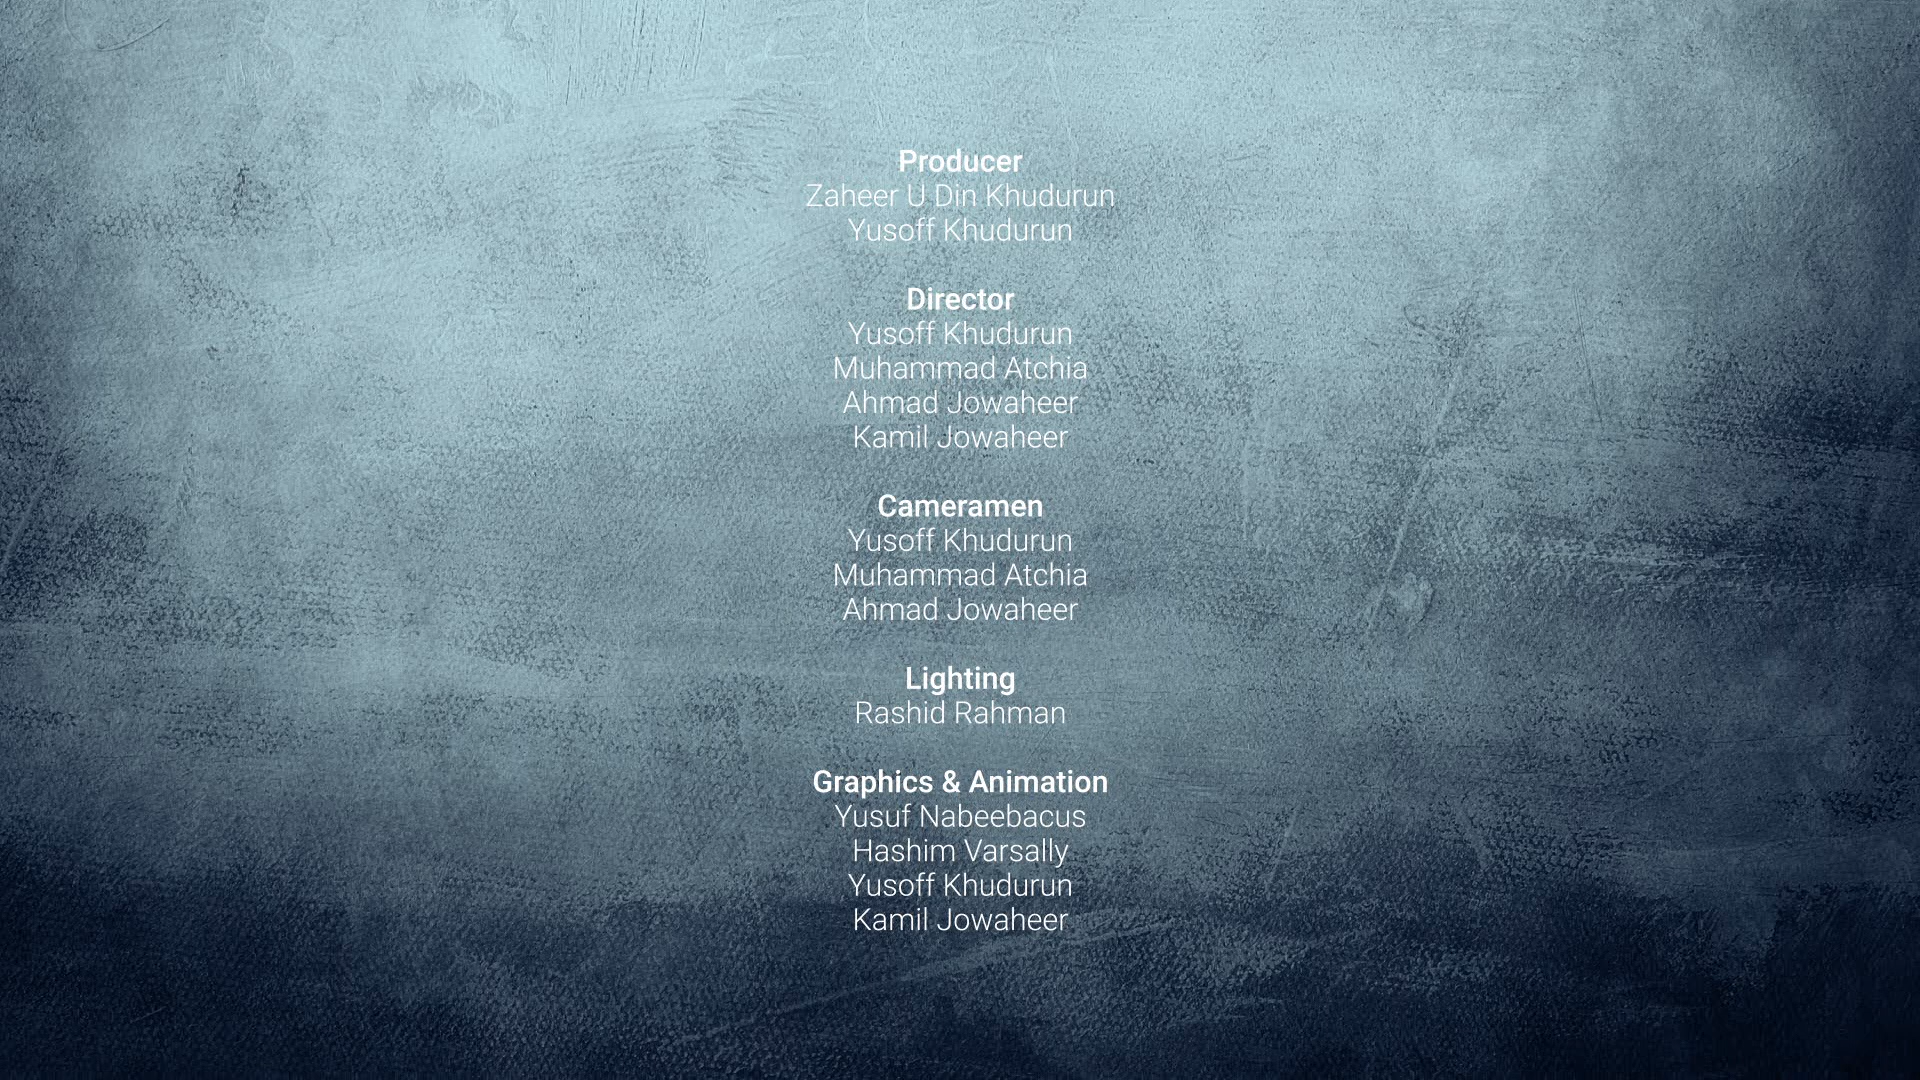 Producer
Zaheer U Din Khudurun
Yusoff Khudurun
Director
Yusoff Khudurun
Muhammad Atchia
Ahmad Jowaheer
Kamil Jowaheer
Cameramen
Yusoff Khudurun
Muhammad Atchia
Ahmad Jowaheer
Lighting
Rashid Rahman
Graphics & Animation
Yusuf Nabeebacus
Hashim Varsally
Yusoff Khudurun
Kamil Jowaheer